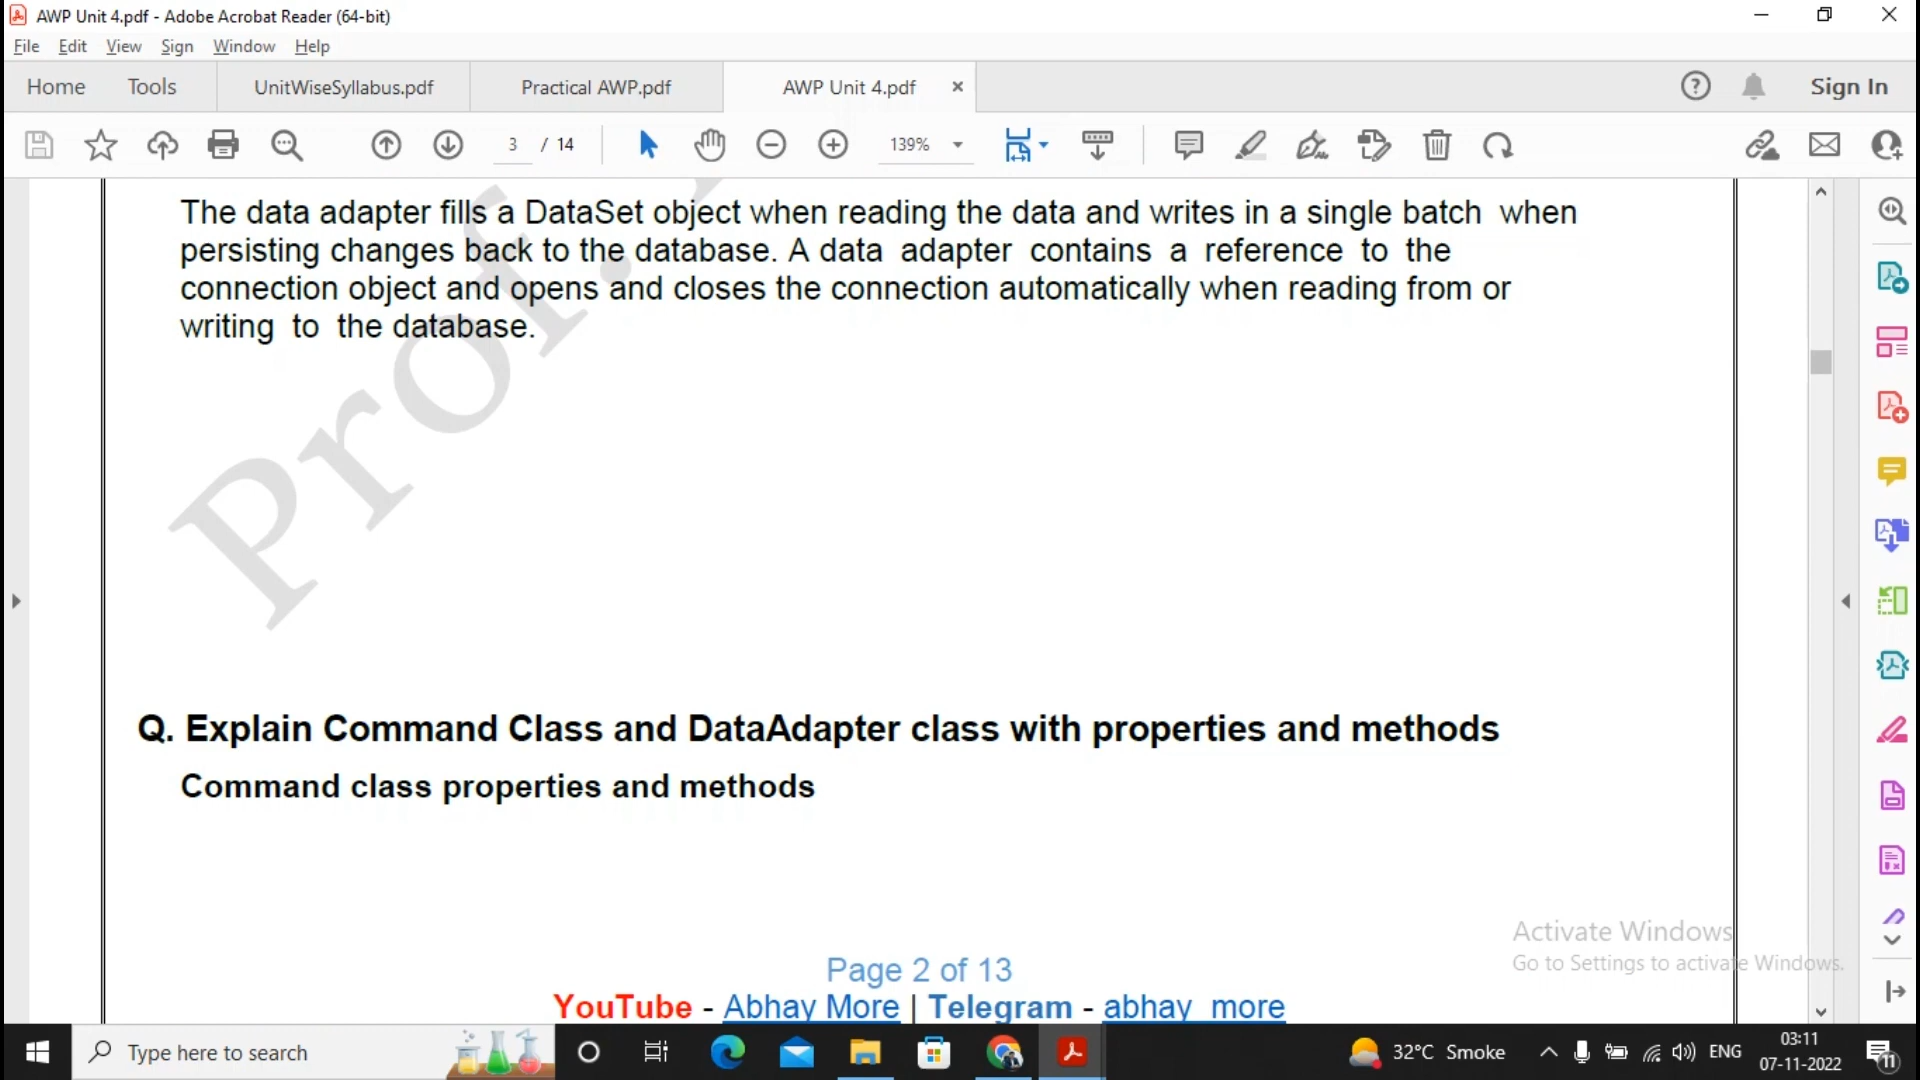 AWP Unit 4.pdf - Adobe Acrobat Reader (64-bit)
File Edit View Sign Window Help
Home Tools UnitWiseSyllabus.pdf Practical AWP.pdf AWP Unit 4.pdf × Sign In
3 / 14 139%
The data adapter fills a DataSet object when reading the data and writes in a single batch when
persisting changes back to the database. A data adapter contains a reference to the
connection object and opens and closes the connection automatically when reading from or
writing to the database.
Prof.
Q. Explain Command Class and DataAdapter class with properties and methods
Command class properties and methods
Activate Windows
Go to Settings to activate Windows.
Page 2 of 13
YouTube - Abhay More | Telegram - abhay_more
Type here to search 32°C Smoke ENG 03:11
07-11-2022 11